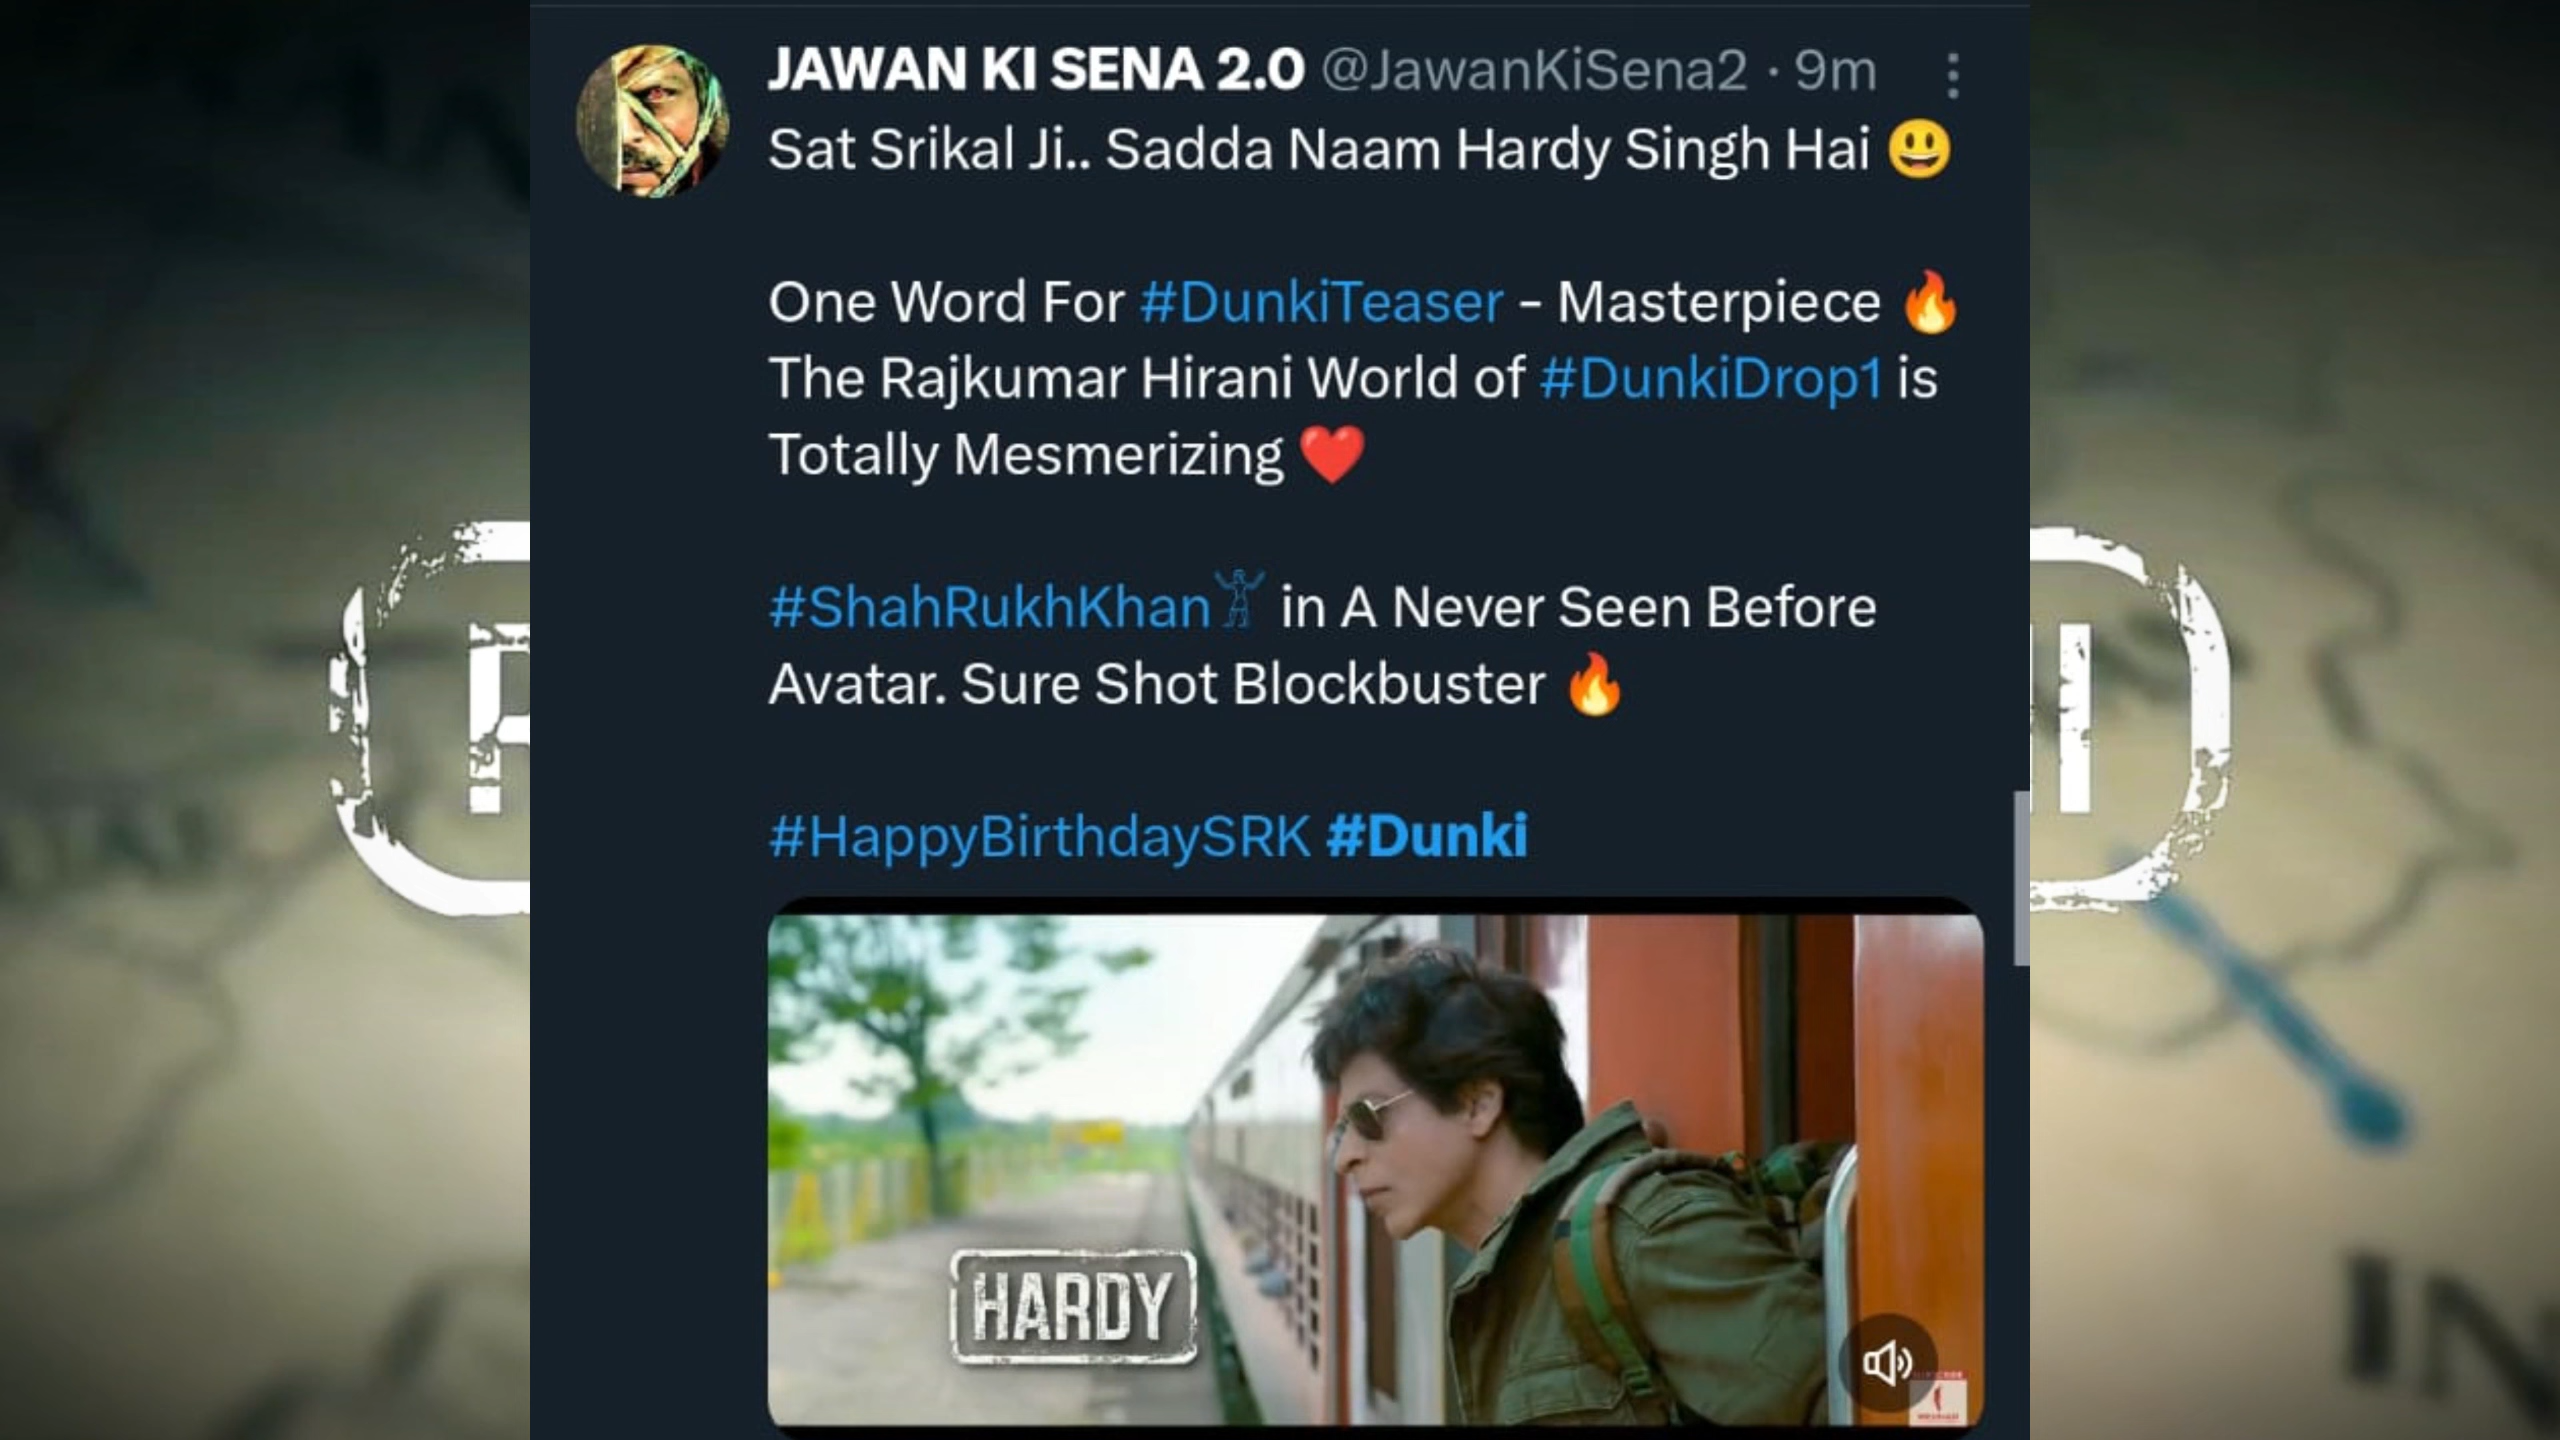 JAWAN KI SENA 2.0 @JawanKiSena2 · 9m
Sat Srikal Ji.. Sadda Naam Hardy Singh Hai 😃
One Word For #DunkiTeaser - Masterpiece 🔥
The Rajkumar Hirani World of #DunkiDrop1 is
Totally Mesmerizing ❤️
#ShahRukhKhan in A Never Seen Before
Avatar. Sure Shot Blockbuster 🔥
#HappyBirthdaySRK #Dunki
HARDY